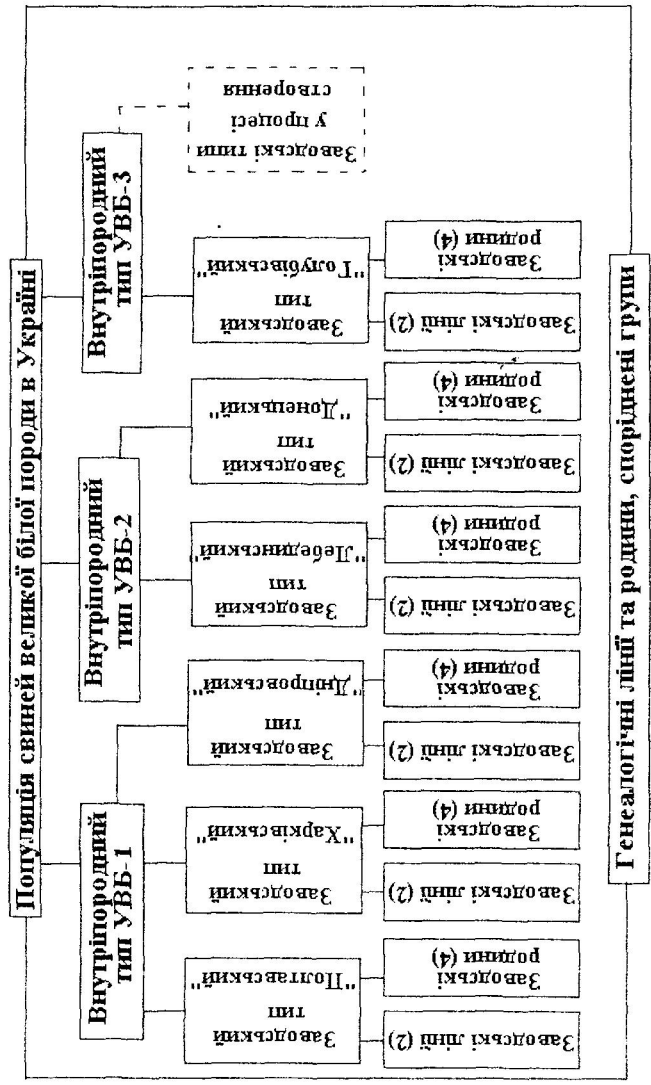 Популяція свиней великої білої породи в Україні
Внутріпородний
тип УВБ-1
Внутріпородний
тип УВБ-2
Внутріпородний
тип УВБ-3
Заводський
тип
"Полтавський"
Заводський
тип
"Харківський"
Заводський
тип
"Дніпровський"
Заводський
тип
"Лебединський"
Заводський
тип
"Донецький"
Заводський
тип
"Голубівський"
Заводські типи
у процесі
створення
Заводські лінії (2)
Заводські
родини (4)
Заводські лінії (2)
Заводські
родини (4)
Заводські лінії (2)
Заводські
родини (4)
Заводські лінії (2)
Заводські
родини (4)
Заводські лінії (2)
Заводські
родини (4)
Заводські лінії (2)
Заводські
родини (4)
Генеалогічні лінії та родини, споріднені групи